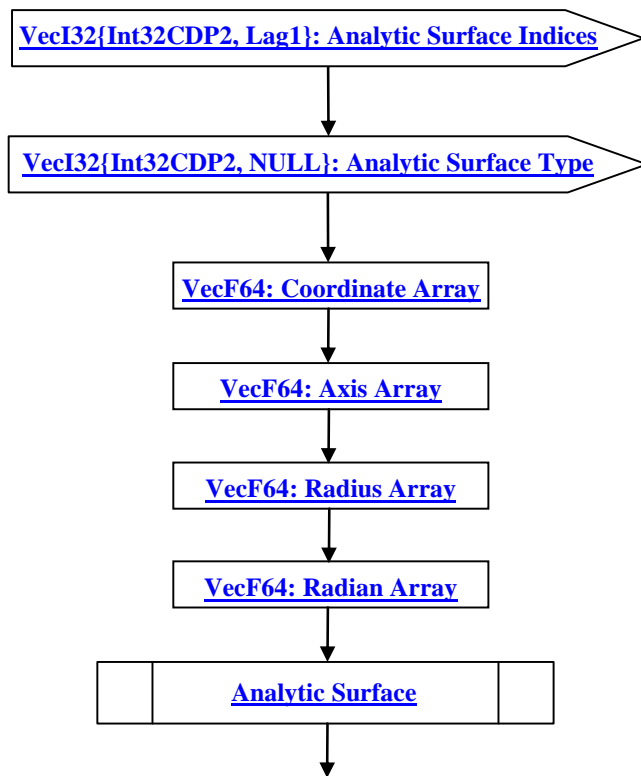 VecI32{Int32CDP2, Lag1}: Analytic Surface Indices
VecI32{Int32CDP2, NULL}: Analytic Surface Type
VecF64: Coordinate Array
VecF64: Axis Array
VecF64: Radius Array
VecF64: Radian Array
Analytic Surface